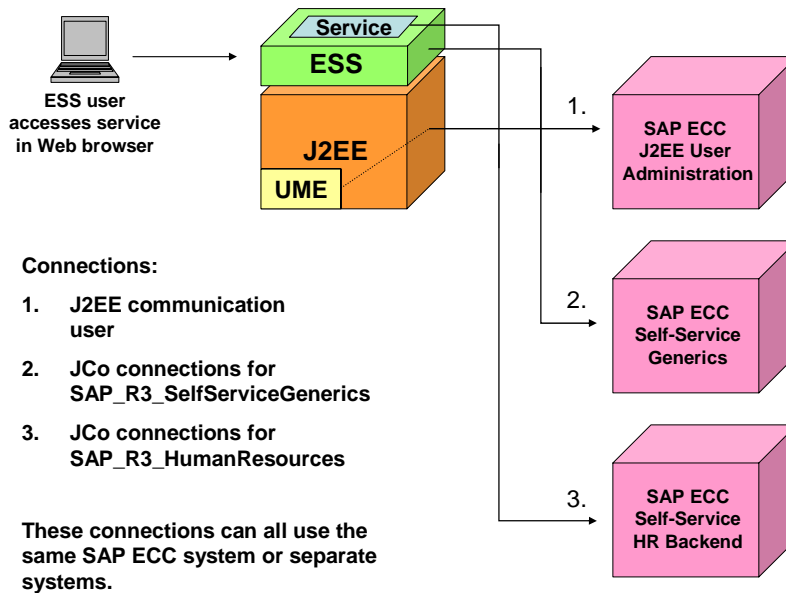 Service
ESS
J2EE
UME
ESS user
accesses service
in Web browser
1.
SAP ECC
J2EE User
Administration
2.
SAP ECC
Self-Service
Generics
3.
SAP ECC
Self-Service
HR Backend
Connections:
1. J2EE communication
user
2. JCo connections for
SAP_R3_SelfServiceGenerics
3. JCo connections for
SAP_R3_HumanResources
These connections can all use the
same SAP ECC system or separate
systems.